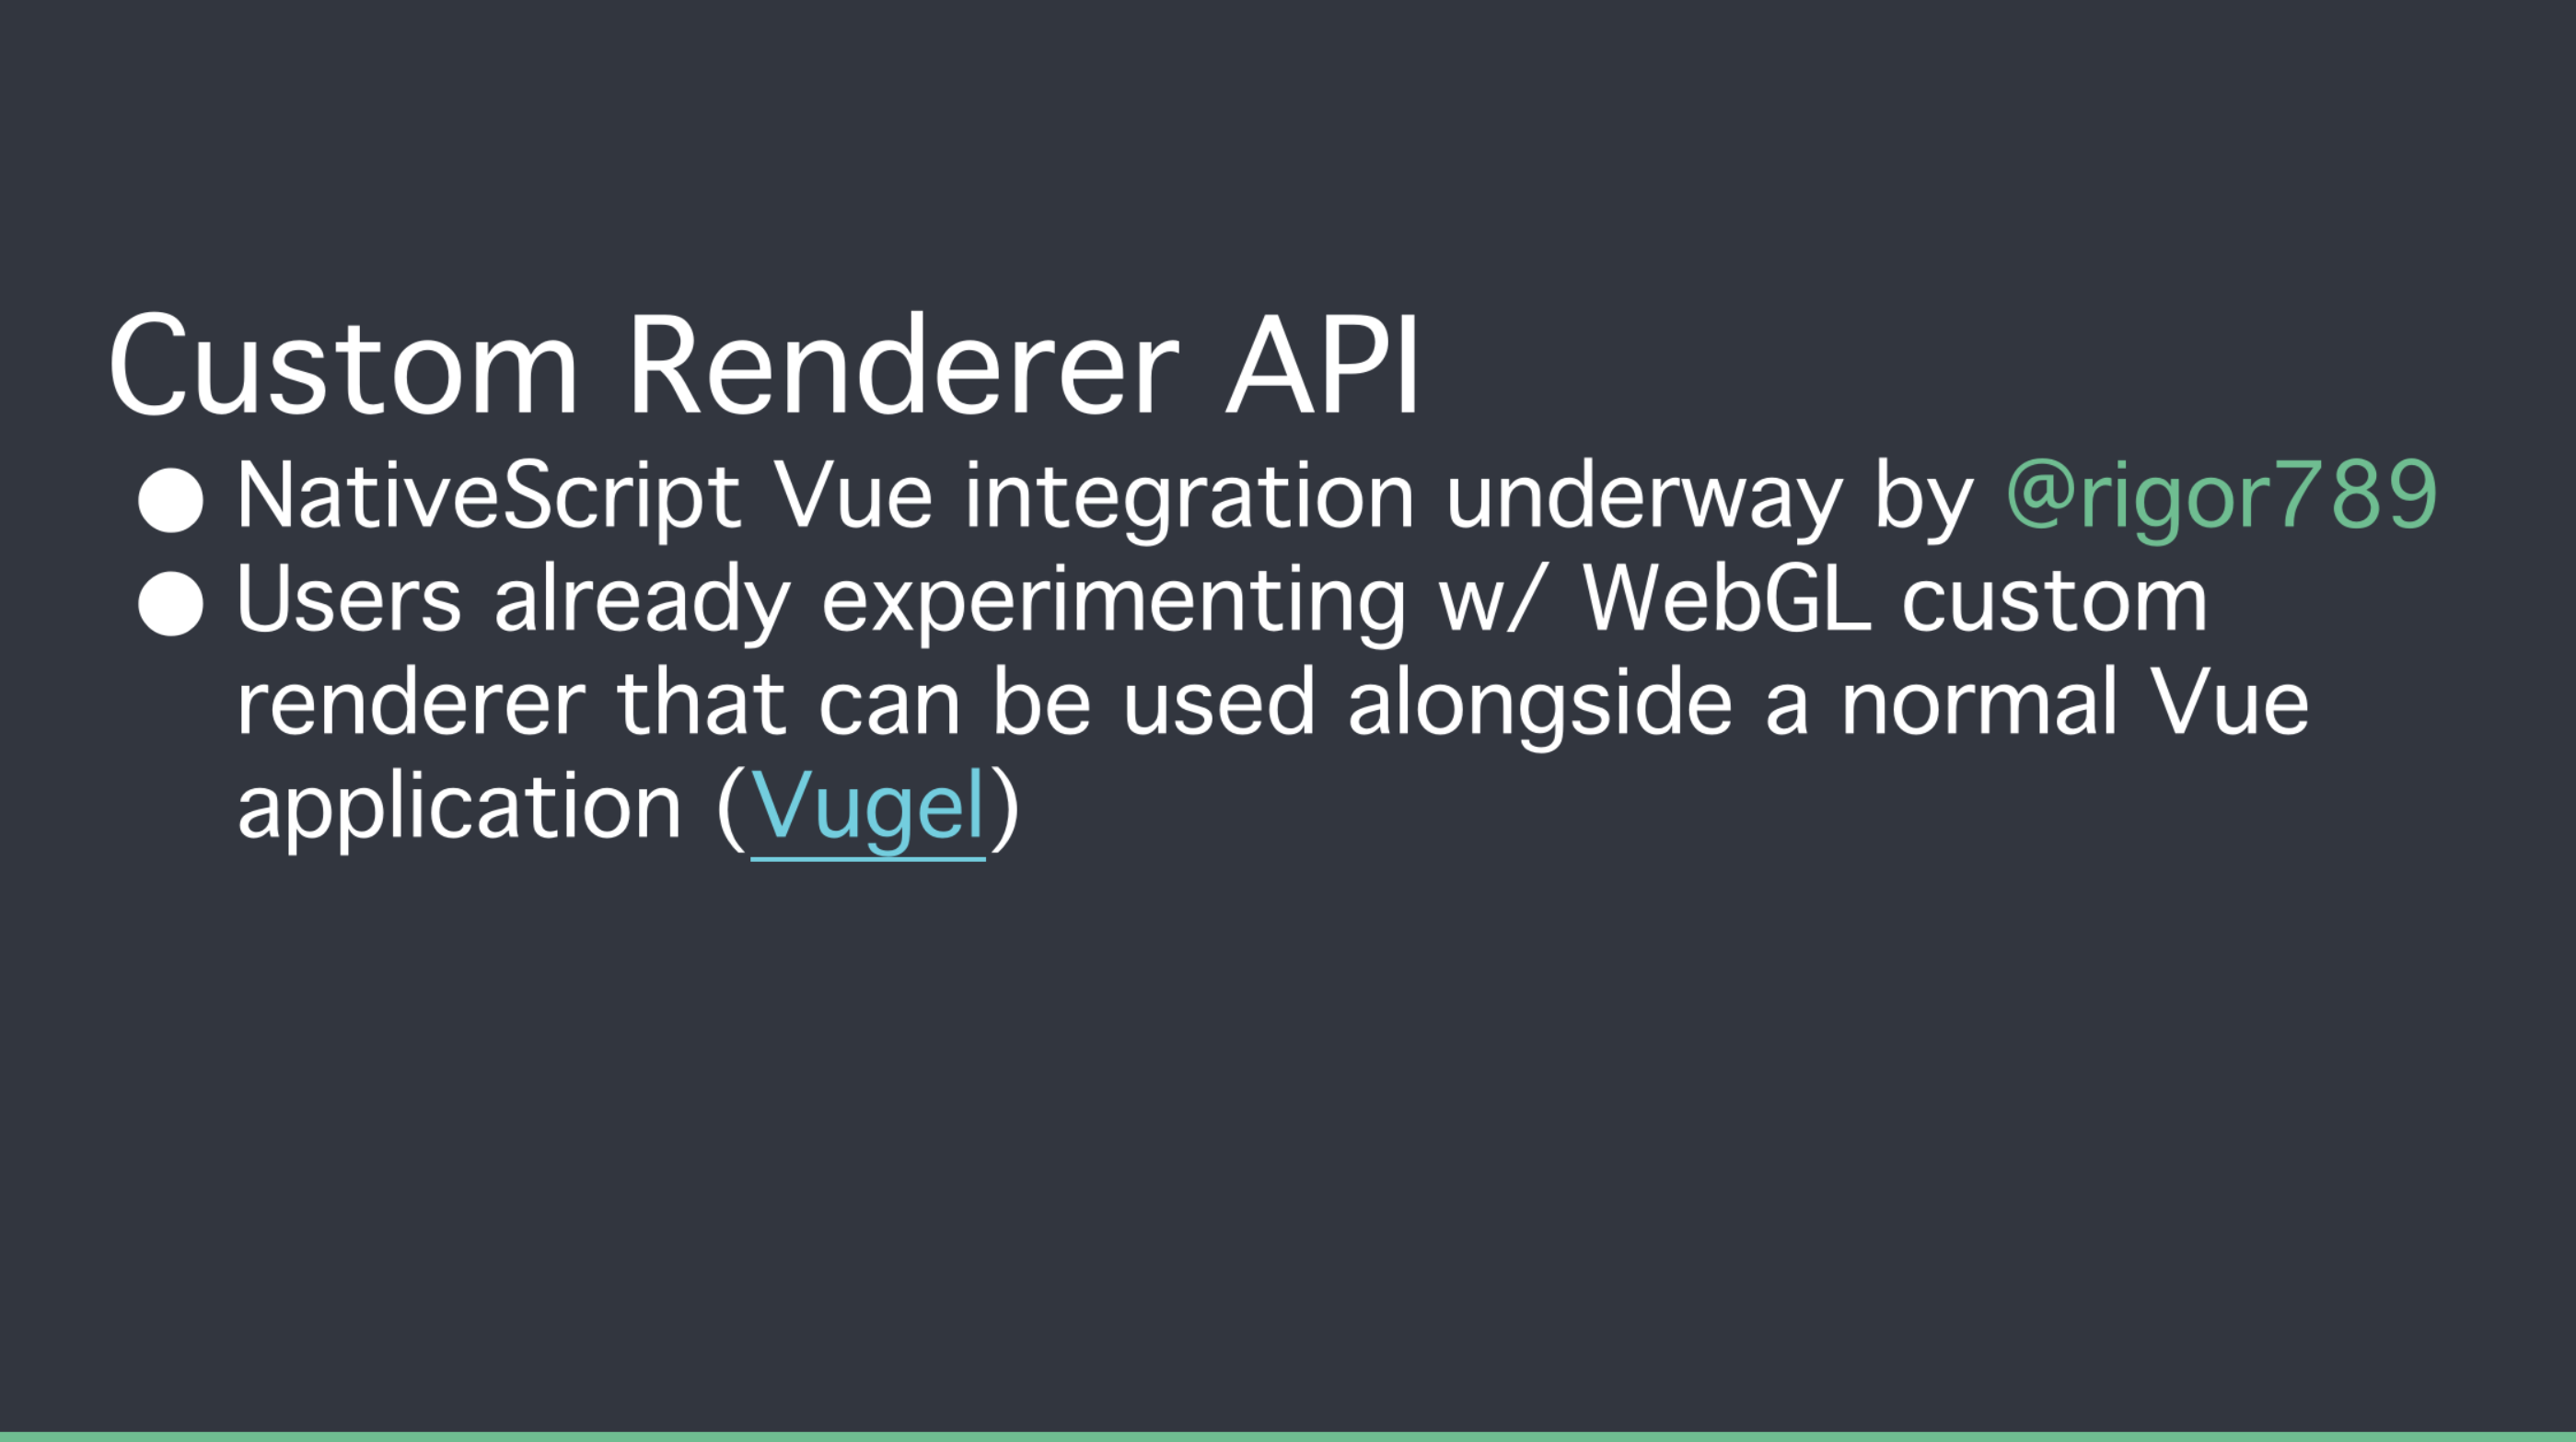 Custom Renderer API
● NativeScript Vue integration underway by @rigor789
● Users already experimenting w/ WebGL custom
renderer that can be used alongside a normal Vue
application (Vugel)